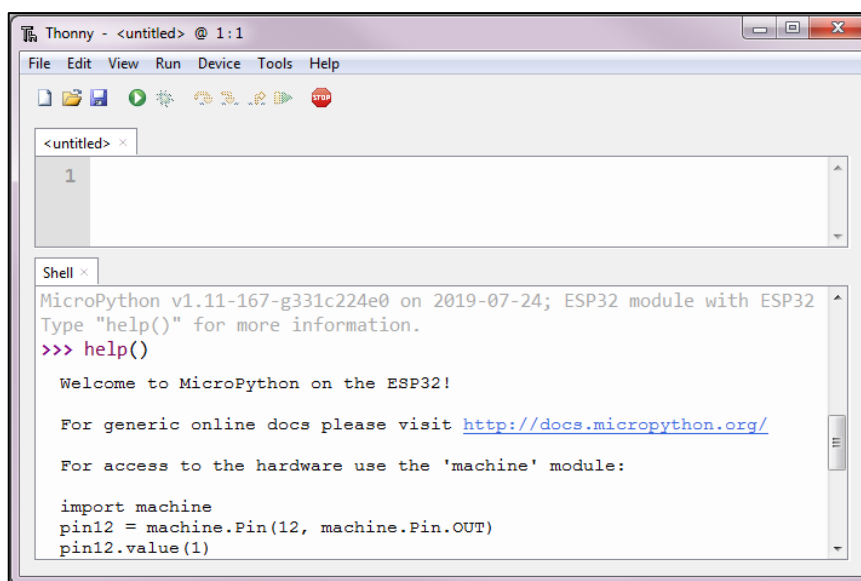 Thonny - <untitled> @ 1:1
File Edit View Run Device Tools Help
STOP
<untitled> ×
1
Shell ×
MicroPython v1.11-167-g331c224e0 on 2019-07-24; ESP32 module with ESP32
Type "help()" for more information.
>>> help()
Welcome to MicroPython on the ESP32!
For generic online docs please visit http://docs.micropython.org/
For access to the hardware use the 'machine' module:
import machine
pin12 = machine.Pin(12, machine.Pin.OUT)
pin12.value(1)